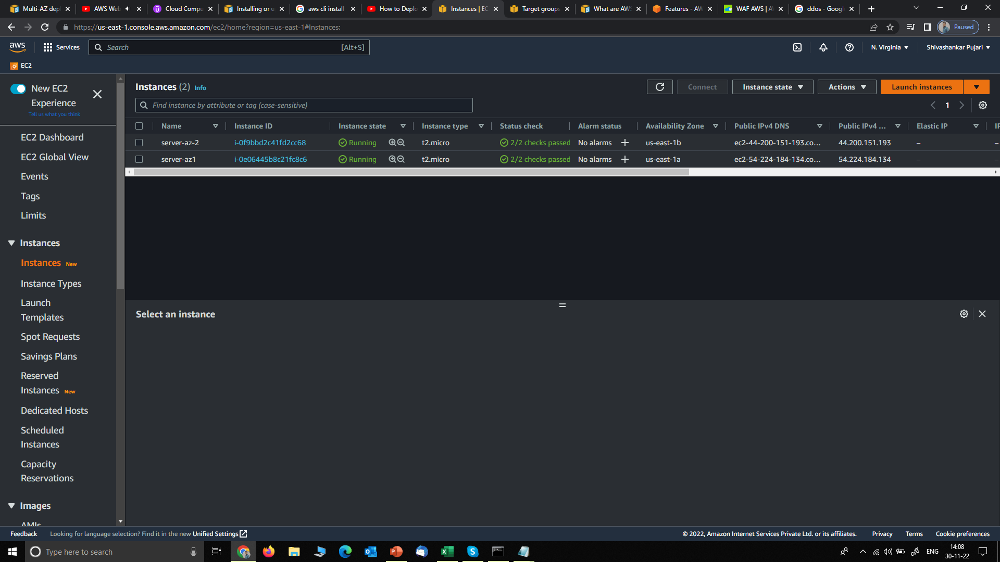 Multi-AZ depl
AWS Web
Cloud Compu
Installing or u
aws cli install
How to Deplo
Instances | EC
Target groups
What are AWS
Features - AW
WAF AWS | A
ddos - Google
https://us-east-1.console.aws.amazon.com/ec2/home?region=us-east-1#Instances:
Paused
aws
Services
Search
[Alt+S]
N. Virginia
Shivashankar Pujari
EC2
New EC2
Experience
Tell us what you think
EC2 Dashboard
EC2 Global View
Events
Tags
Limits
Instances
Instances New
Instance Types
Launch
Templates
Spot Requests
Savings Plans
Reserved
Instances New
Dedicated Hosts
Scheduled
Instances
Capacity
Reservations
Images
AMIs
Instances (2) Info
Connect
Instance state
Actions
Launch instances
Find instance by attribute or tag (case-sensitive)
1
Name Instance ID Instance state Instance type Status check Alarm status Availability Zone Public IPv4 DNS Public IPv4 ... Elastic IP IP
server-az-2 i-0f9bbd2c41fd2cc68 Running t2.micro 2/2 checks passed No alarms + us-east-1b ec2-44-200-151-193.co... 44.200.151.193 – –
server-az1 i-0e06445b8c21fc8c6 Running t2.micro 2/2 checks passed No alarms + us-east-1a ec2-54-224-184-134.co... 54.224.184.134 – –
Select an instance
Feedback
Looking for language selection? Find it in the new Unified Settings
© 2022, Amazon Internet Services Private Ltd. or its affiliates.
Privacy
Terms
Cookie preferences
Type here to search
ENG
14:08
30-11-22